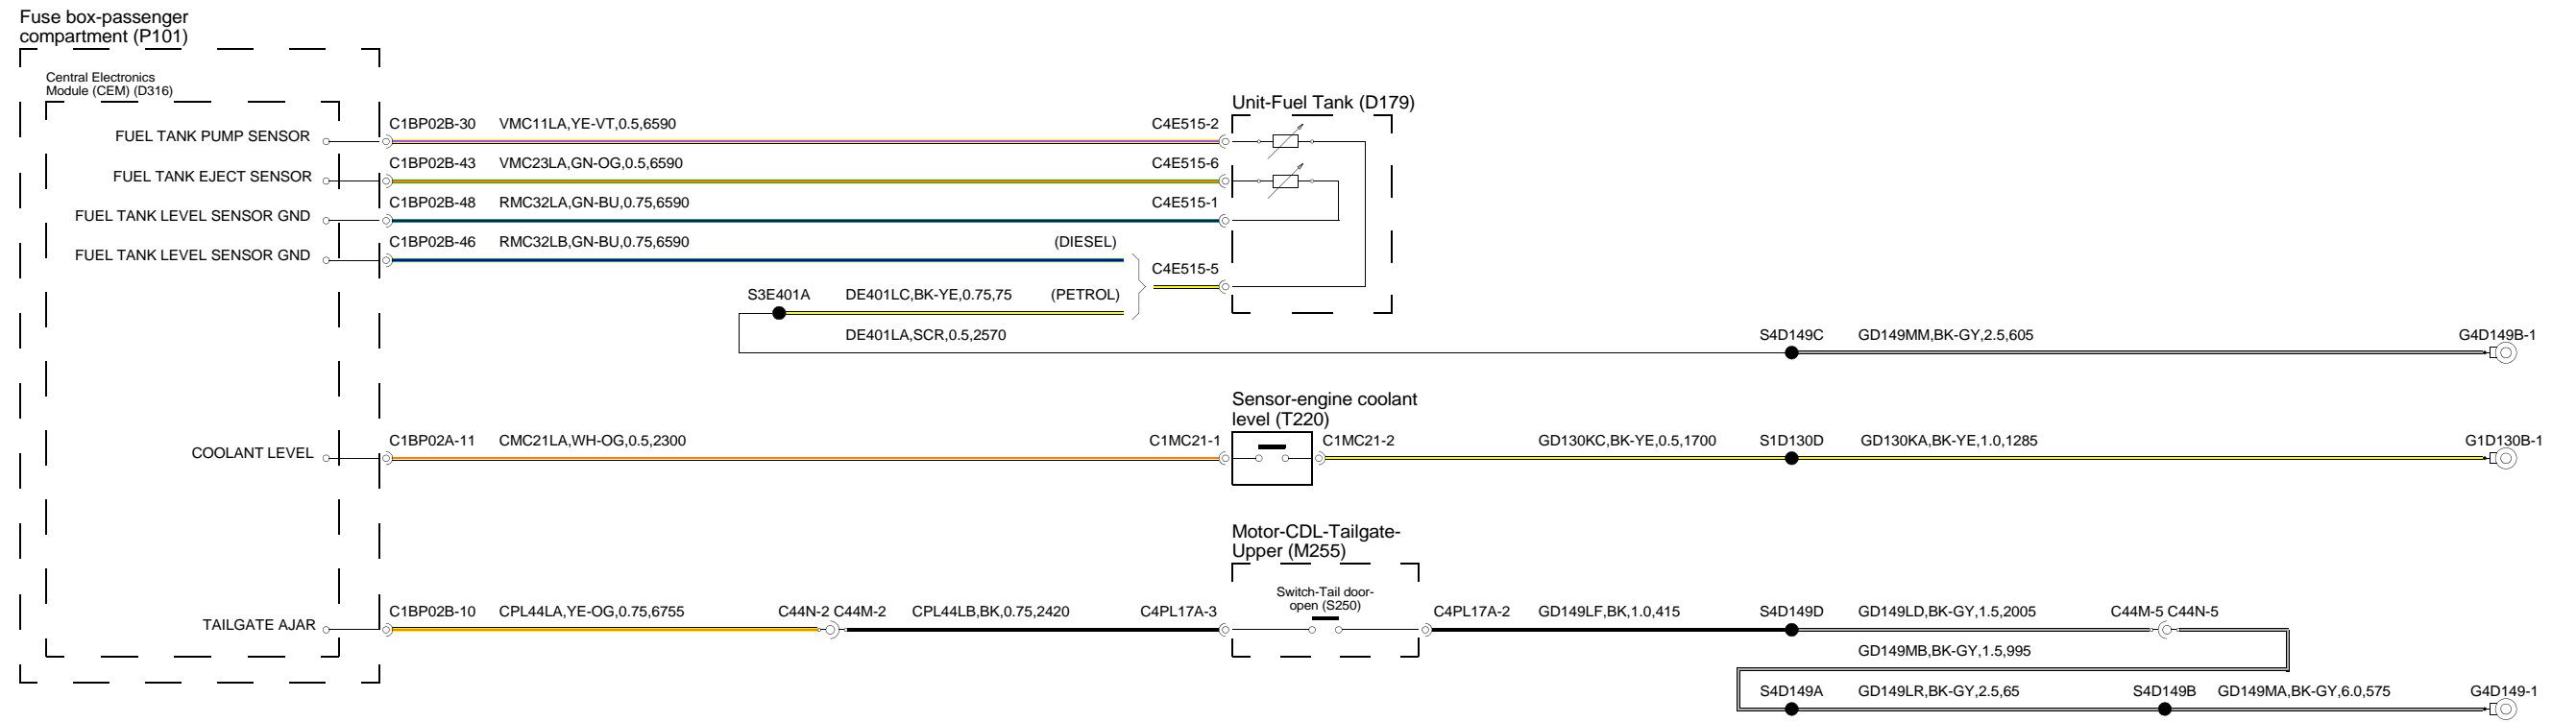 Fuse box-passenger
compartment (P101)
Central Electronics
Module (CEM) (D316)
Unit-Fuel Tank (D179)
FUEL TANK PUMP SENSOR C1BP02B-30 VMC11LA,YE-VT,0.5,6590 C4E515-2
FUEL TANK EJECT SENSOR C1BP02B-43 VMC23LA,GN-OG,0.5,6590 C4E515-6
FUEL TANK LEVEL SENSOR GND C1BP02B-48 RMC32LA,GN-BU,0.75,6590 C4E515-1
FUEL TANK LEVEL SENSOR GND C1BP02B-46 RMC32LB,GN-BU,0.75,6590 (DIESEL)
C4E515-5
S3E401A DE401LC,BK-YE,0.75,75 (PETROL)
DE401LA,SCR,0.5,2570 S4D149C GD149MM,BK-GY,2.5,605 G4D149B-1
Sensor-engine coolant
level (T220)
COOLANT LEVEL C1BP02A-11 CMC21LA,WH-OG,0.5,2300 C1MC21-1 C1MC21-2 GD130KC,BK-YE,0.5,1700 S1D130D GD130KA,BK-YE,1.0,1285 G1D130B-1
Motor-CDL-Tailgate-
Upper (M255)
Switch-Tail door-
open (S250)
TAILGATE AJAR C1BP02B-10 CPL44LA,YE-OG,0.75,6755 C44N-2 C44M-2 CPL44LB,BK,0.75,2420 C4PL17A-3 C4PL17A-2 GD149LF,BK,1.0,415 S4D149D GD149LD,BK-GY,1.5,2005 C44M-5 C44N-5
GD149MB,BK-GY,1.5,995
S4D149A GD149LR,BK-GY,2.5,65 S4D149B GD149MA,BK-GY,6.0,575 G4D149-1